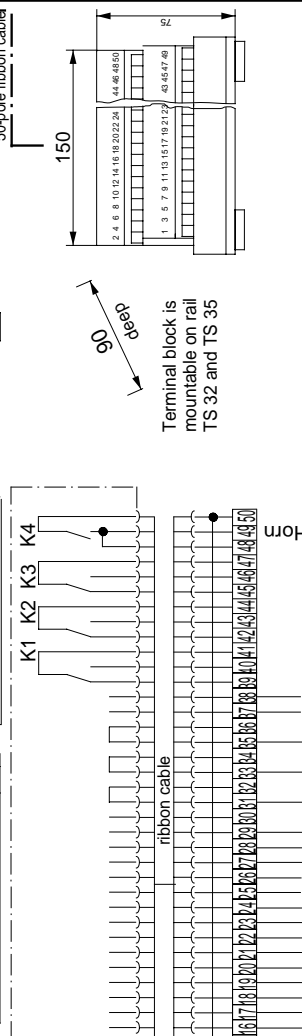 50-pole ribbon cable
150
75
2 4 6 8 10 12 14 16 18 20 22 24 44 46 48 50
1 3 5 7 9 11 13 15 17 19 21 23 43 45 47 49
90
deep
Terminal block is
mountable on rail
TS 32 and TS 35
K1 K2 K3 K4
ribbon cable
16 17 18 19 20 21 22 23 24 25 26 27 28 29 30 31 32 33 34 35 36 37 38 39 40 41 42 43 44 45 46 47 48 49 50
Horn